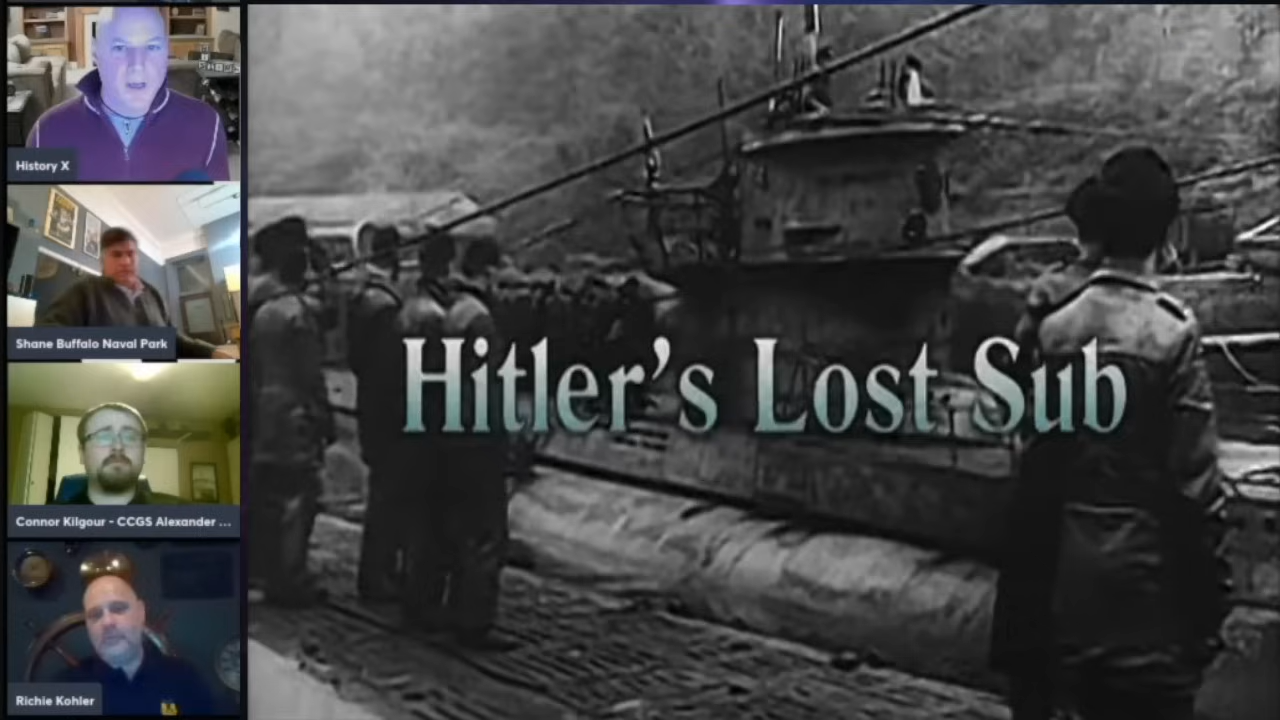 History X
Shane Buffalo Naval Park
Connor Kilgour - CCGS Alexander ...
Richie Kohler
Hitler's Lost Sub